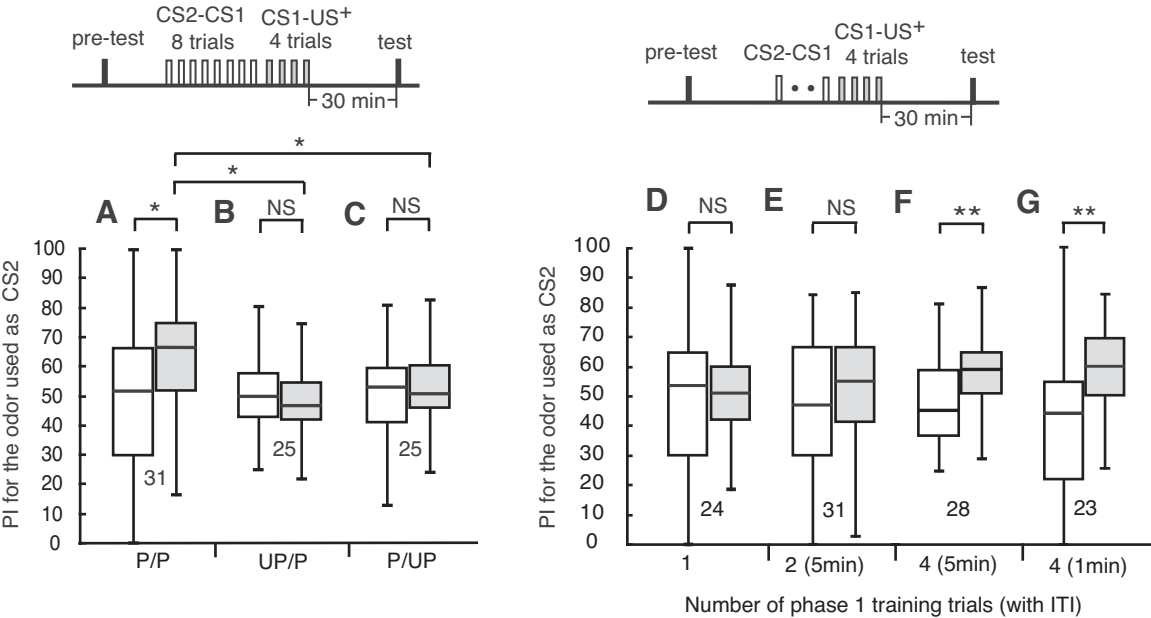 CS2-CS1 CS1-US+
pre-test 8 trials 4 trials test
30 min
CS1-US+
pre-test CS2-CS1 4 trials test
30 min
* *
A * B NS C NS
PI for the odor used as CS2
100
90
80
70
60
50
40
30
20
10
0
31 25 25
P/P UP/P P/UP
D NS E NS F ** G **
PI for the odor used as CS2
100
90
80
70
60
50
40
30
20
10
0
24 31 28 23
1 2 (5min) 4 (5min) 4 (1min)
Number of phase 1 training trials (with ITI)